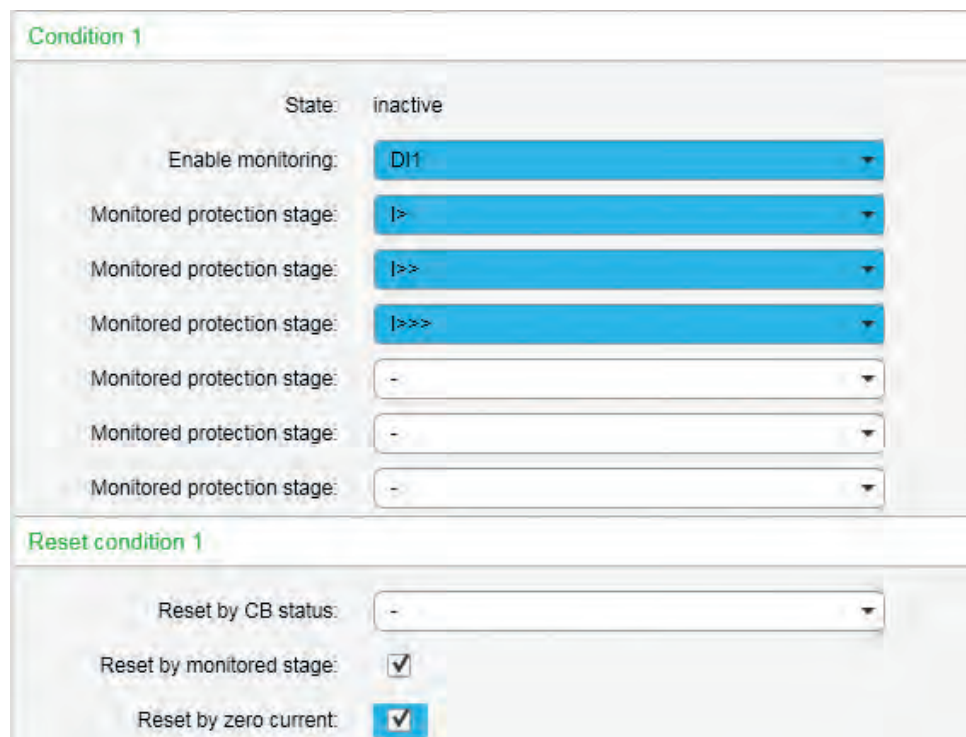 Condition 1
State: inactive
Enable monitoring: DI1
Monitored protection stage: I>
Monitored protection stage: I>>
Monitored protection stage: I>>>
Monitored protection stage: -
Monitored protection stage: -
Monitored protection stage: -
Reset condition 1
Reset by CB status: -
Reset by monitored stage:
Reset by zero current: